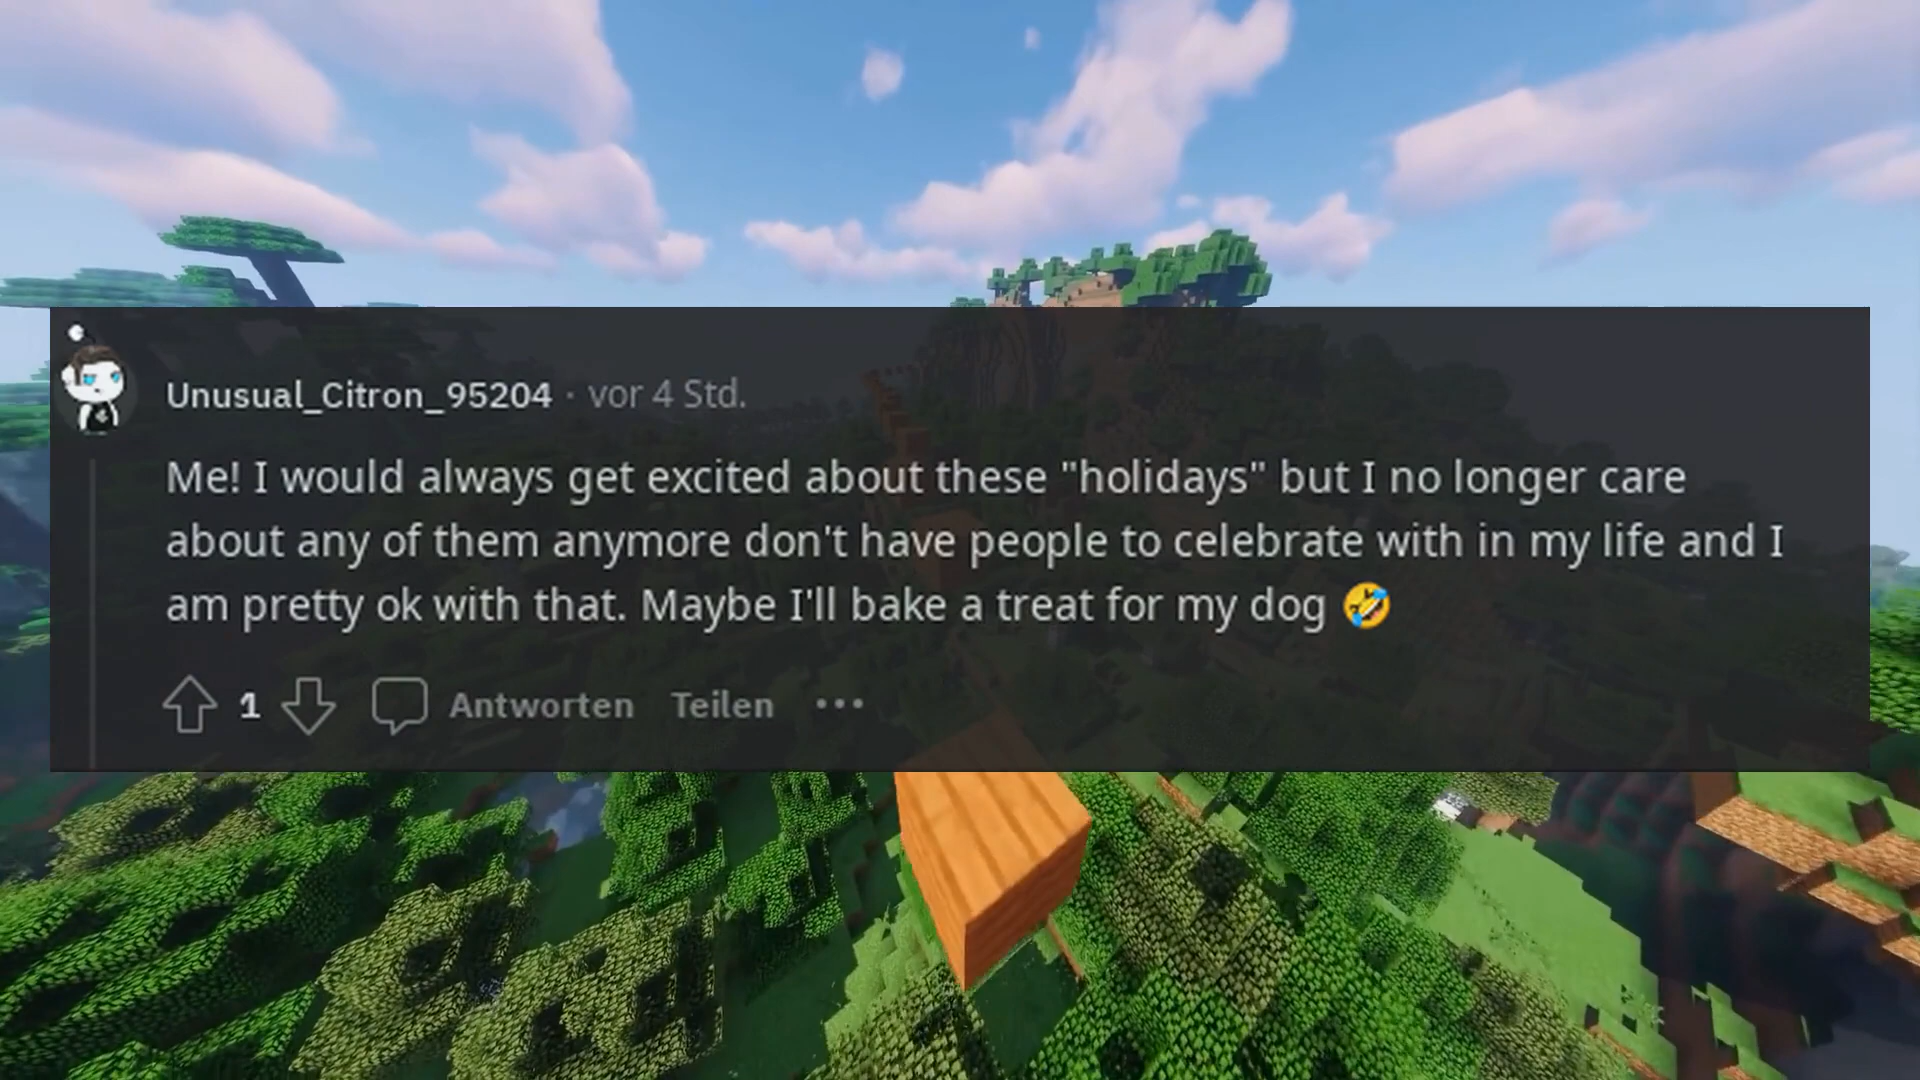 Unusual_Citron_95204 · vor 4 Std.
Me! I would always get excited about these "holidays" but I no longer care
about any of them anymore don't have people to celebrate with in my life and I
am pretty ok with that. Maybe I'll bake a treat for my dog 🤣
1 Antworten Teilen •••